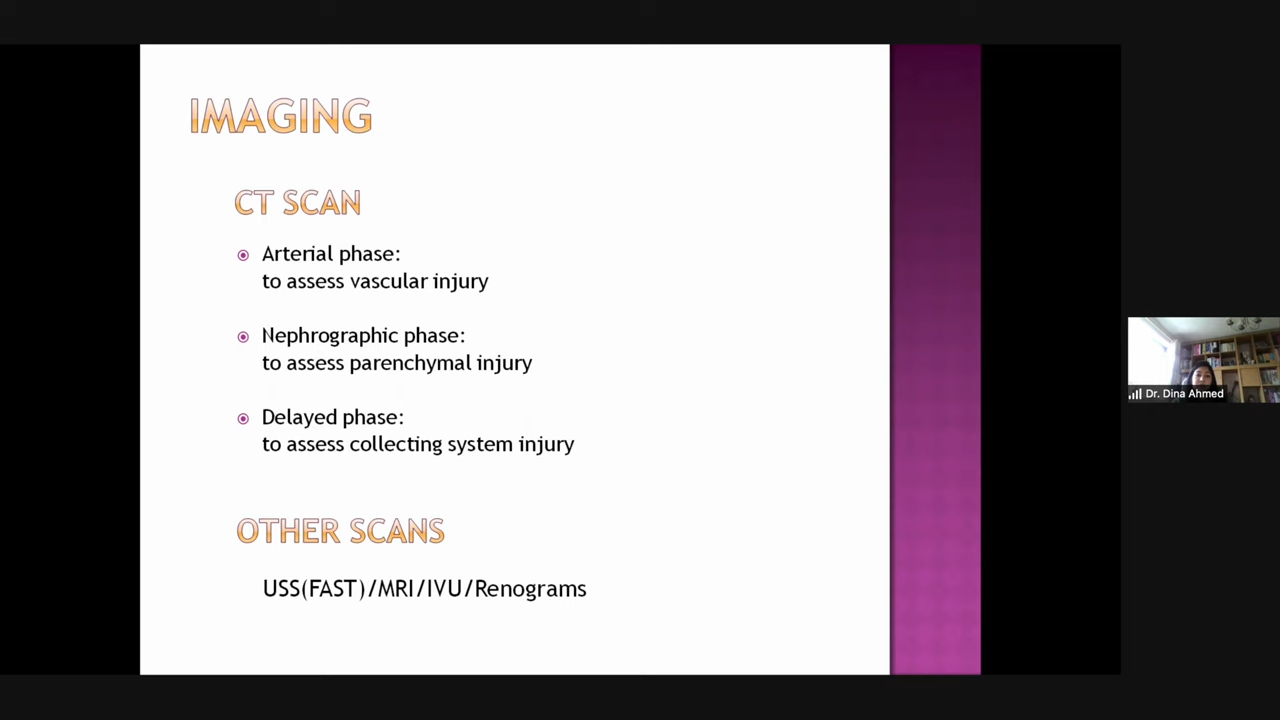 IMAGING
CT SCAN
Arterial phase:
to assess vascular injury
Nephrographic phase:
to assess parenchymal injury
Delayed phase:
to assess collecting system injury
OTHER SCANS
USS(FAST)/MRI/IVU/Renograms
Dr. Dina Ahmed